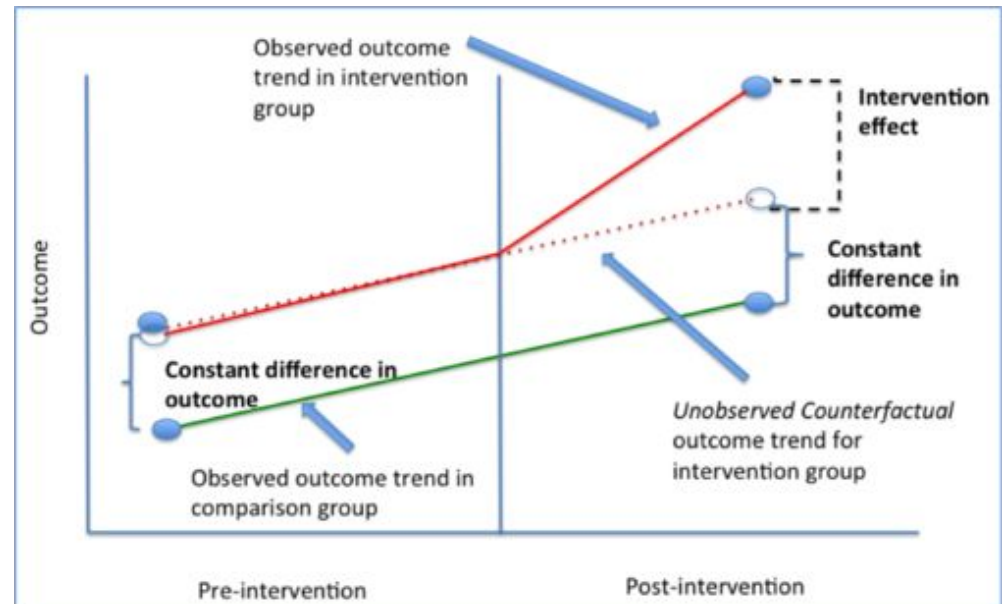 Observed outcome
trend in intervention
group
Intervention
effect
Constant
difference in
outcome
Outcome
Constant difference in
outcome
Unobserved Counterfactual
outcome trend for
intervention group
Observed outcome trend in
comparison group
Pre-intervention
Post-intervention